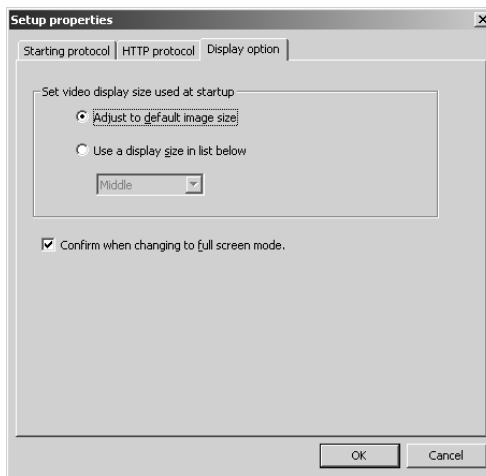 Setup properties
Starting protocol HTTP protocol Display option
Set video display size used at startup
Adjust to default image size
Use a display size in list below
Middle
Confirm when changing to full screen mode.
OK Cancel